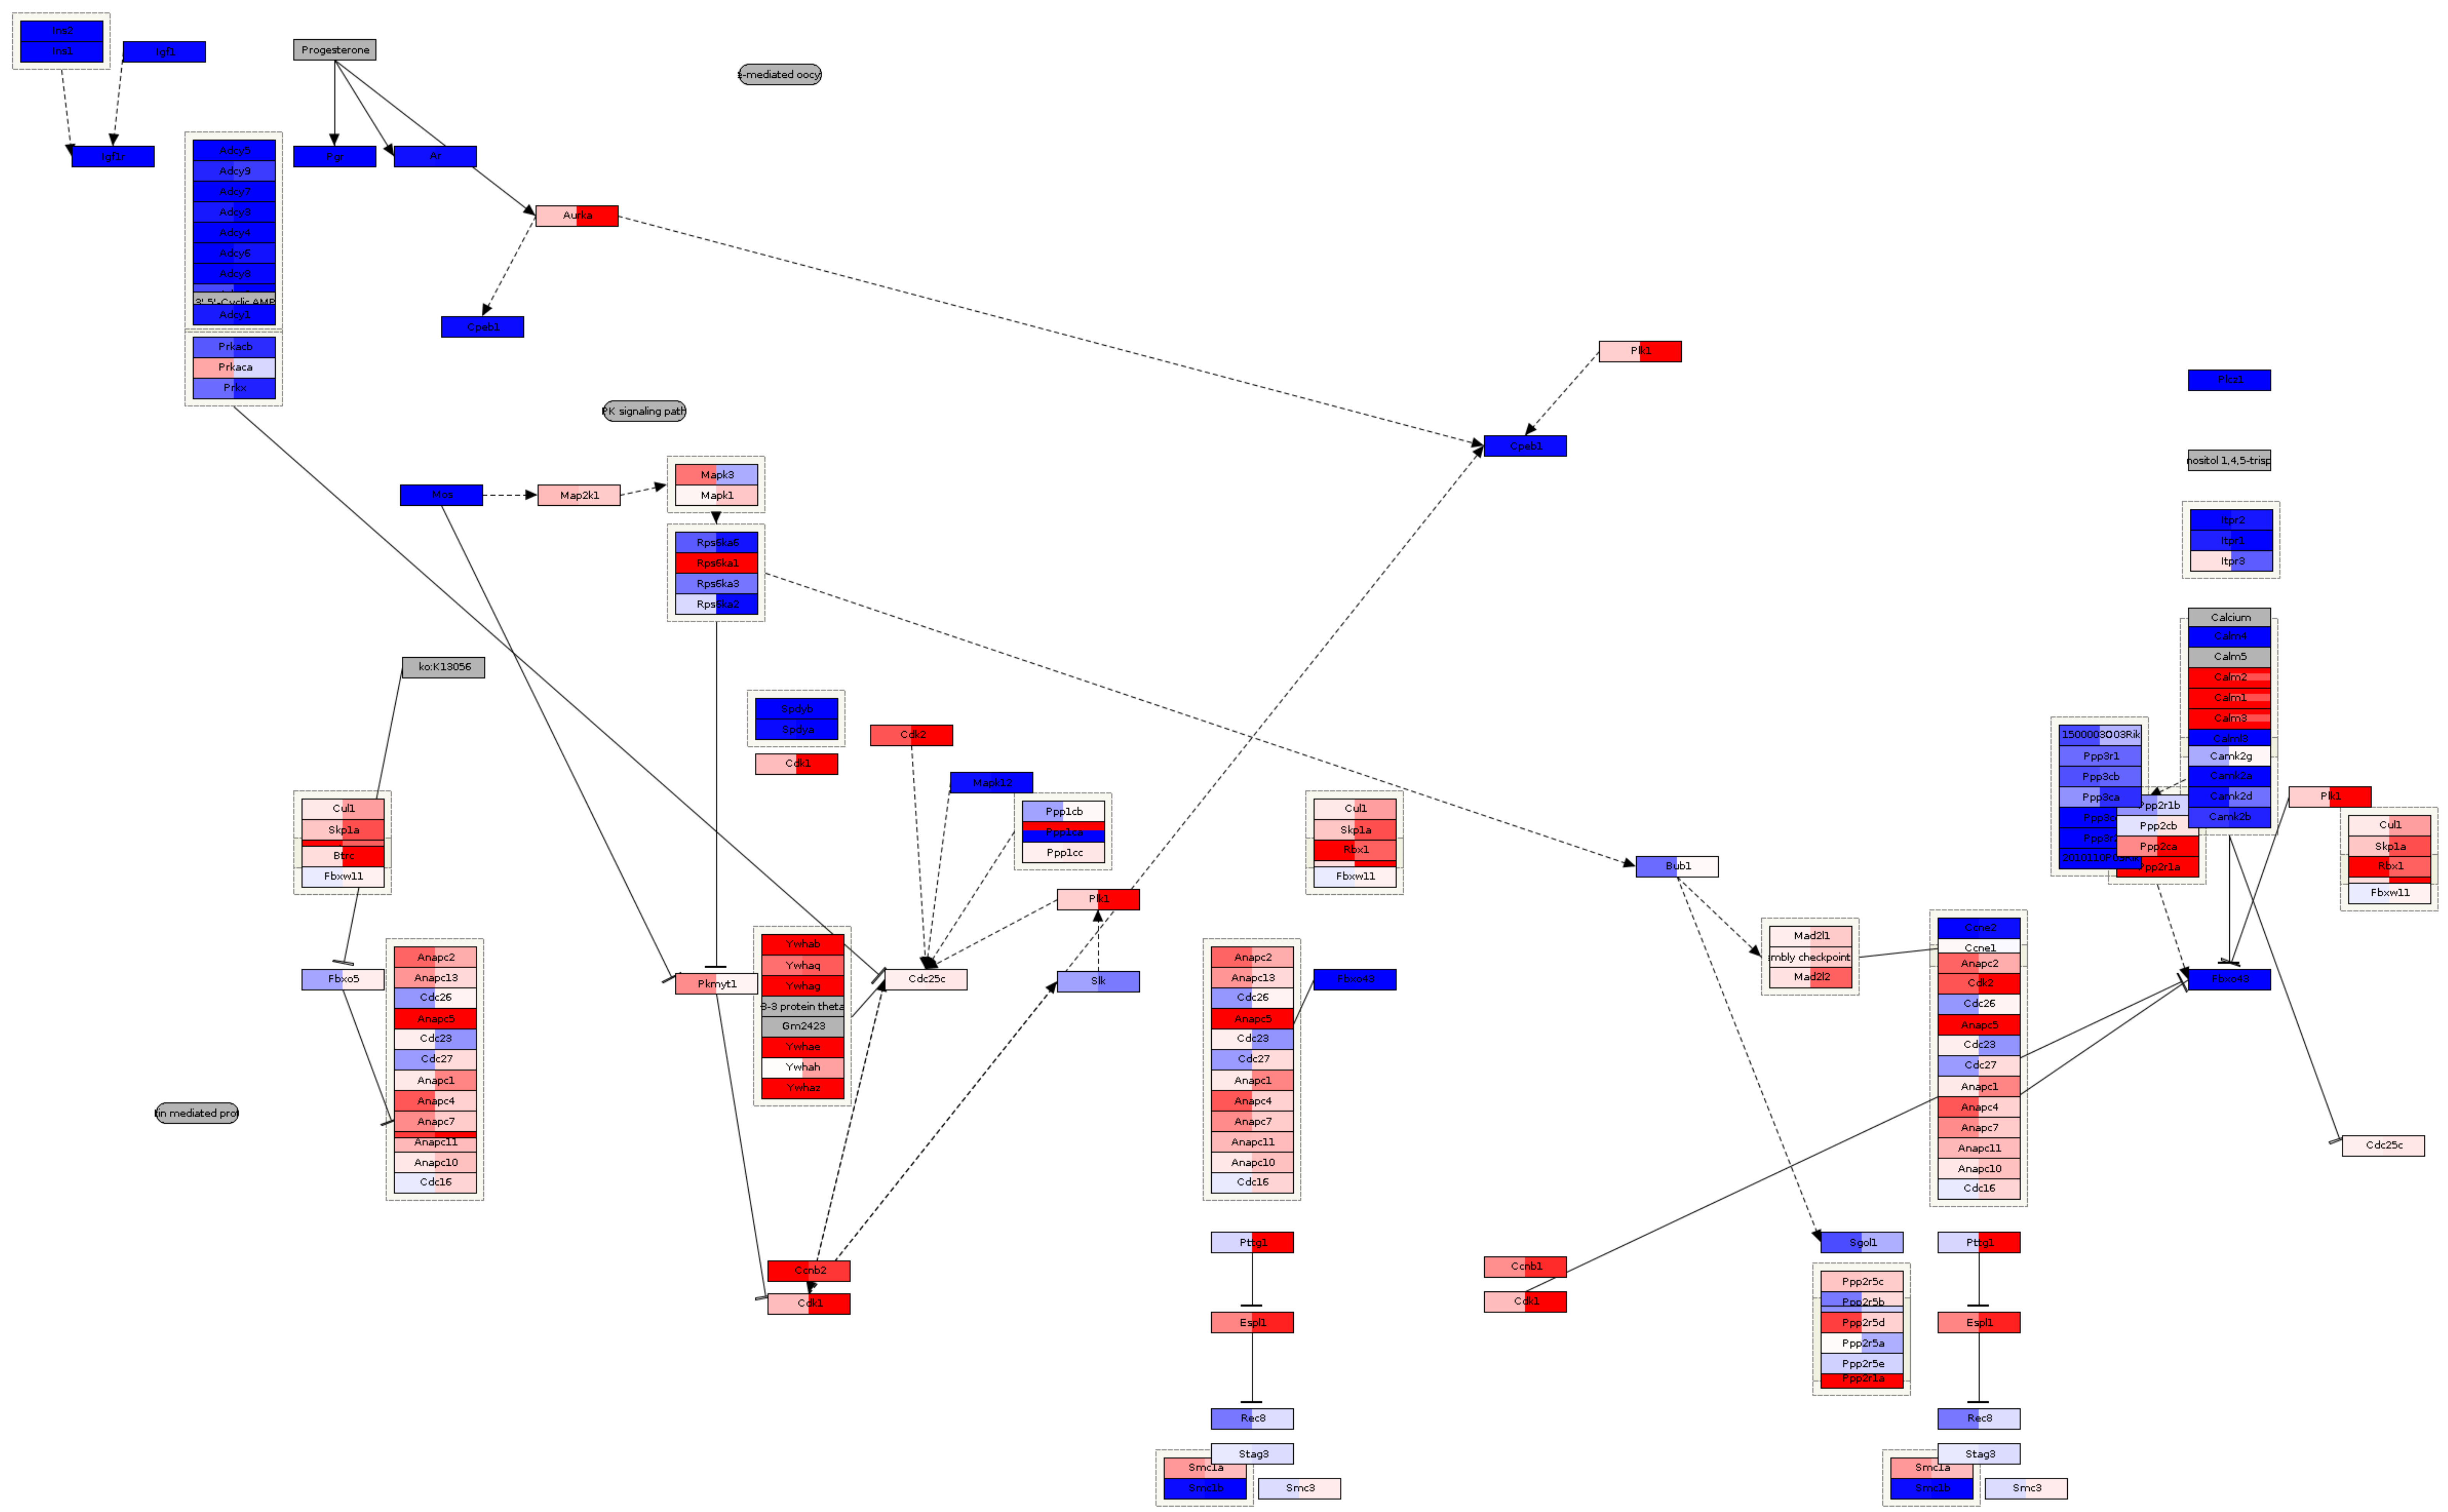 Ins2
Ins1
Igf1
Progesterone
e-mediated oocy
Igf1r
Adcy5
Adcy9
Adcy7
Adcy3
Adcy4
Adcy6
Adcy8
3',5'-Cyclic AMP
Adcy1
Pgr
Ar
Aurka
Cpeb1
Prkacb
Prkaca
Prkx
Plk1
Plcz1
PK signaling path
Cpeb1
nositol 1,4,5-trisp
Mos
Map2k1
Mapk3
Mapk1
Rps6ka6
Rps6ka1
Rps6ka3
Rps6ka2
Itpr2
Itpr1
Itpr3
ko:K13056
Spdyb
Spdya
Cdk2
Cdk1
Mapk12
Ppp1cb
Ppp1ca
Ppp1cc
Calcium
Calm4
Calm5
Calm2
Calm1
Calm3
Calml3
Camk2g
Camk2a
Camk2d
Camk2b
1500003O03Rik
Ppp3r1
Ppp3cb
Ppp3ca
Ppp2r1b
Ppp2cb
Ppp2ca
Ppp2r1a
Plk1
Cul1
Skp1a
Btrc
Fbxw11
Cul1
Skp1a
Rbx1
Fbxw11
Bub1
Cul1
Skp1a
Rbx1
Fbxw11
Plk1
Fbxo5
Anapc2
Anapc13
Cdc26
Anapc5
Cdc23
Cdc27
Anapc1
Anapc4
Anapc7
Anapc11
Anapc10
Cdc16
Pkmyt1
Ywhab
Ywhaq
Ywhag
3-3 protein theta
Gm2423
Ywhae
Ywhah
Ywhaz
Cdc25c
Slk
Anapc2
Anapc13
Cdc26
Anapc5
Cdc23
Cdc27
Anapc1
Anapc4
Anapc7
Anapc11
Anapc10
Cdc16
Fbxo43
Mad2l1
mbly checkpoint
Mad2l2
Ccne2
Ccne1
Anapc2
Cdk2
Cdc26
Anapc5
Cdc23
Cdc27
Anapc1
Anapc4
Anapc7
Anapc11
Anapc10
Cdc16
Fbxo43
tin mediated prot
Cdc25c
Ccnb2
Cdk1
Pttg1
Espl1
Rec8
Stag3
Smc1a
Smc1b
Smc3
Ccnb1
Cdk1
Sgol1
Ppp2r5c
Ppp2r5b
Ppp2r5d
Ppp2r5a
Ppp2r5e
Ppp2r1a
Pttg1
Espl1
Rec8
Stag3
Smc1a
Smc1b
Smc3